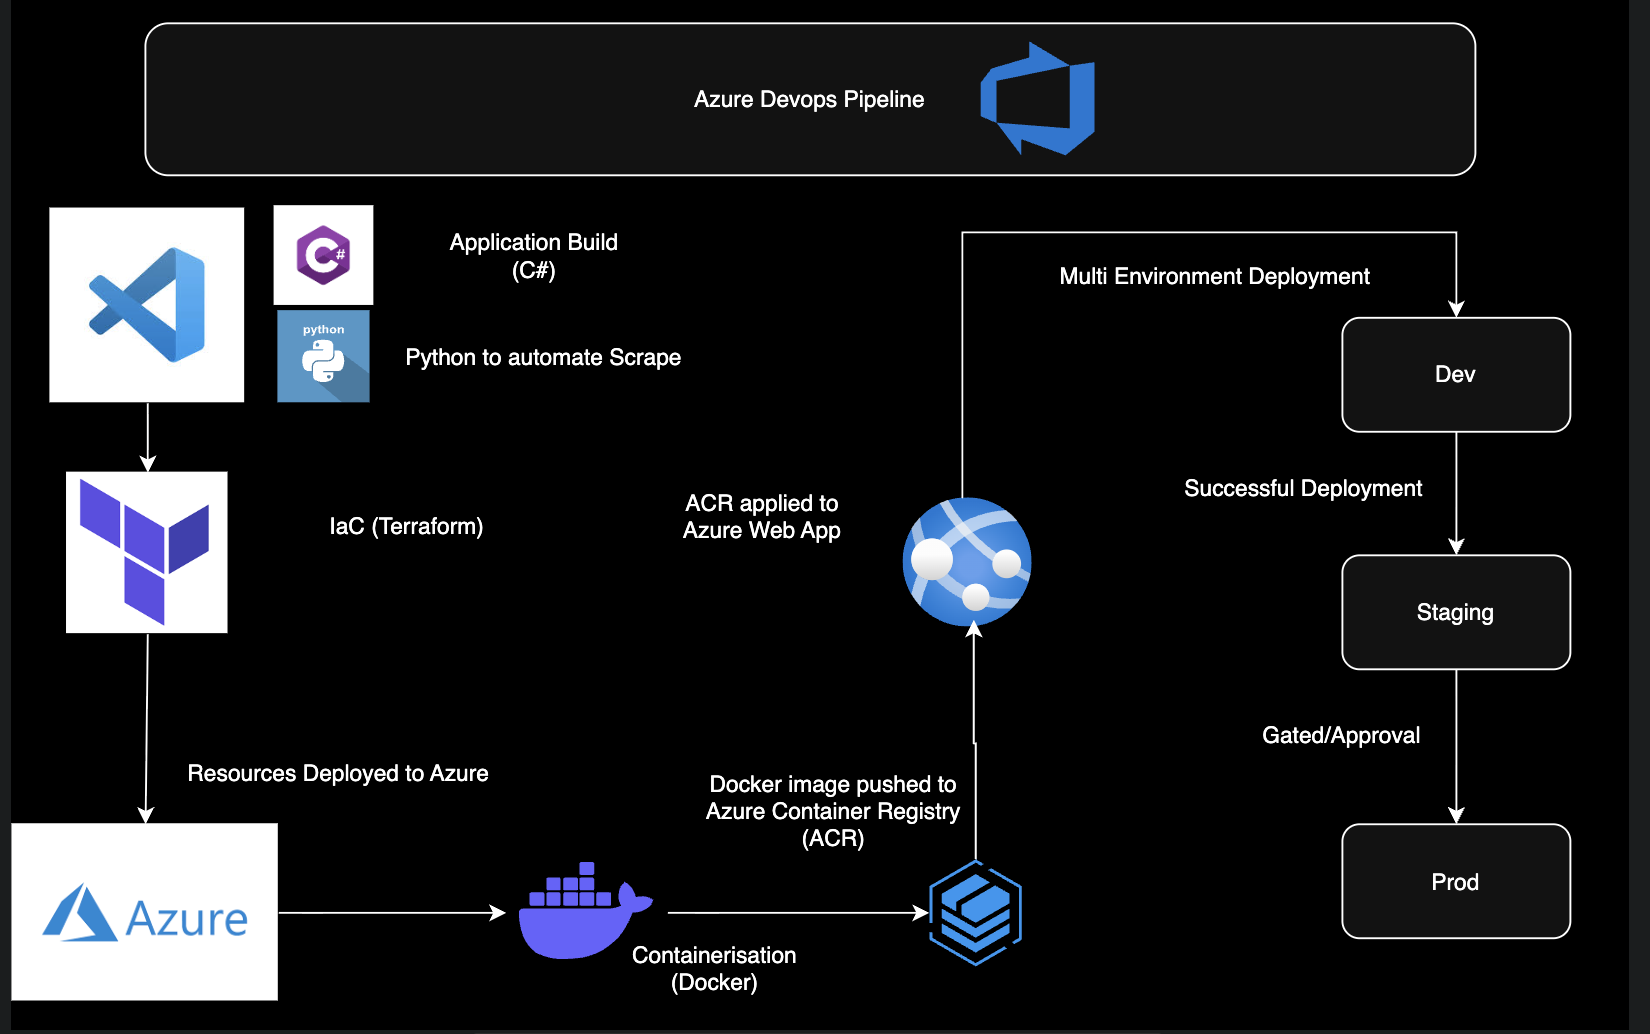 Azure Devops Pipeline
Application Build
(C#)
C#
python
Python to automate Scrape
Multi Environment Deployment
Dev
IaC (Terraform)
ACR applied to
Azure Web App
Successful Deployment
Staging
Gated/Approval
Resources Deployed to Azure
Docker image pushed to
Azure Container Registry
(ACR)
Prod
Azure
Containerisation
(Docker)